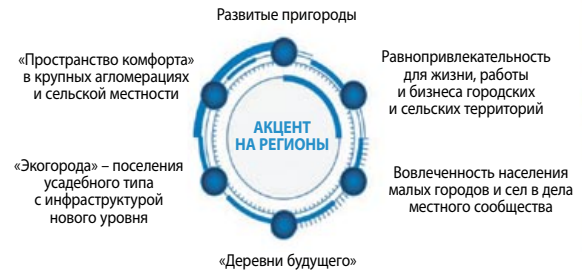 Развитые пригороды
«Пространство комфорта»
в крупных агломерациях
и сельской местности
Равнопривлекательность
для жизни, работы
и бизнеса городских
и сельских территорий
АКЦЕНТ
НА РЕГИОНЫ
«Экогорода» – поселения
усадебного типа
с инфраструктурой
нового уровня
Вовлеченность населения
малых городов и сел в дела
местного сообщества
«Деревни будущего»